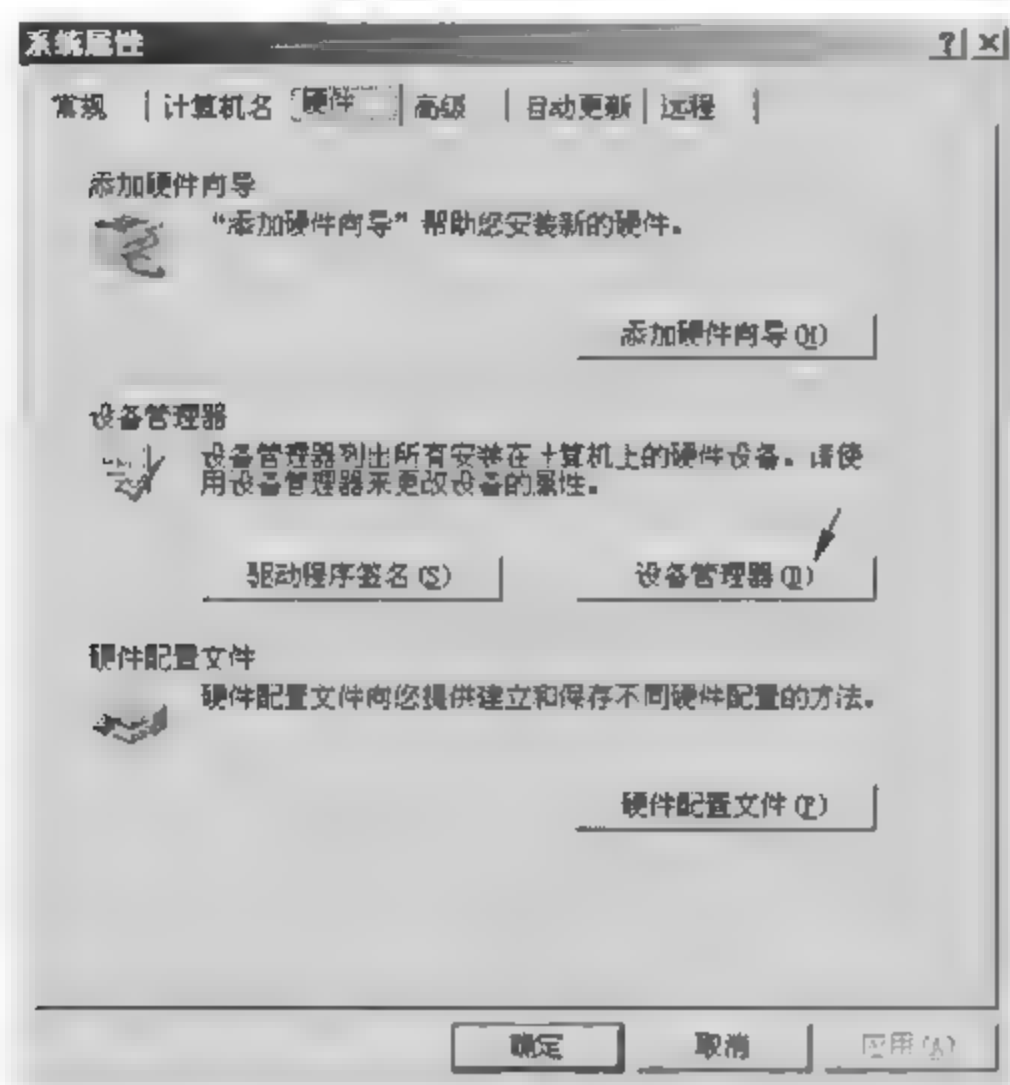 系统属性
常规 计算机名 硬件 高级 自动更新 远程
添加硬件向导
“添加硬件向导”帮助您安装新的硬件。
添加硬件向导(H)
设备管理器
设备管理器列出所有安装在计算机上的硬件设备。请使
用设备管理器来更改设备的属性。
驱动程序签名(S) 设备管理器(D)
硬件配置文件
硬件配置文件向您提供建立和保存不同硬件配置的方法。
硬件配置文件(P)
确定 取消 应用(A)